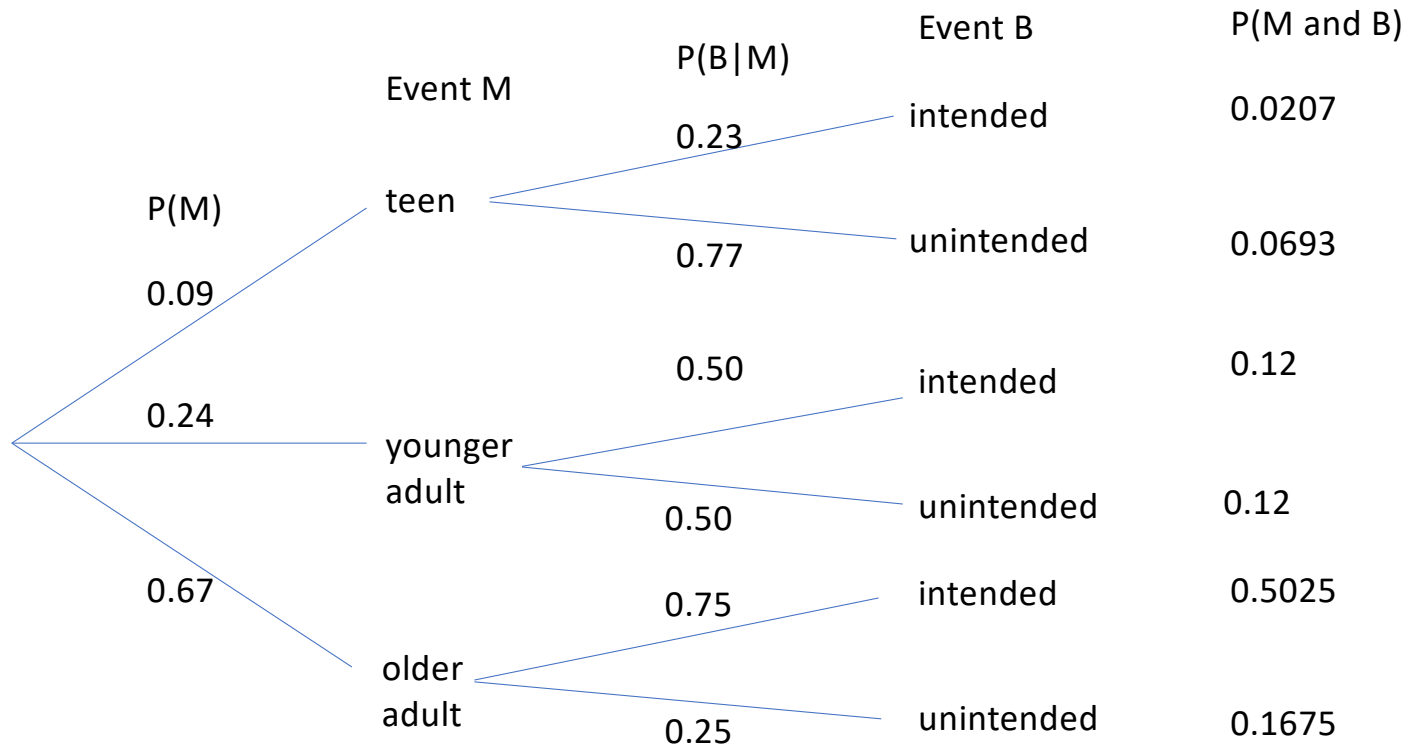 Event B P(M and B)
P(B|M)
Event M
intended 0.0207
0.23
teen
P(M)
unintended 0.0693
0.77
0.09
0.50 intended 0.12
0.24
younger
adult
unintended 0.12
0.50
0.67 0.75 intended 0.5025
older
adult
0.25 unintended 0.1675